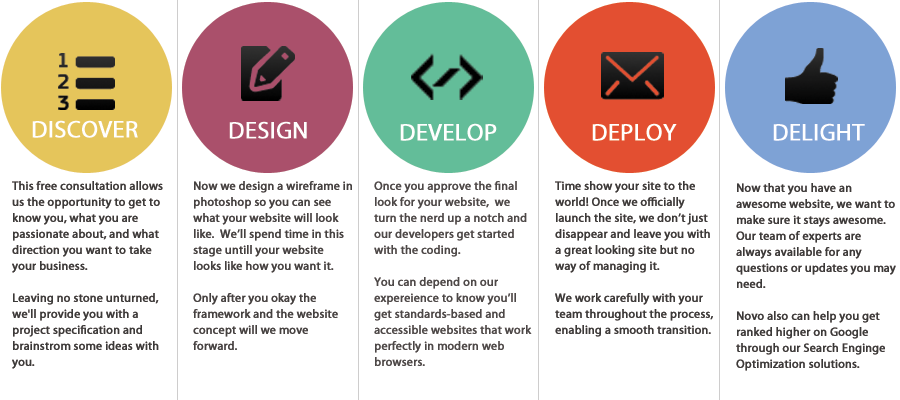 1
2
3
DISCOVER
This free consultation allows
us the opportunity to get to
know you, what you are
passionate about, and what
direction you want to take
your business.
Leaving no stone unturned,
we'll provide you with a
project specification and
brainstrom some ideas with
you.
DESIGN
Now we design a wireframe in
photoshop so you can see
what your website will look
like. We'll spend time in this
stage untill your website
looks like how you want it.
Only after you okay the
framework and the website
concept will we move
forward.
DEVELOP
Once you approve the final
look for your website, we
turn the nerd up a notch and
our developers get started
with the coding.
You can depend on our
expereience to know you'll
get standards-based and
accessible websites that work
perfectly in modern web
browsers.
DEPLOY
Time show your site to the
world! Once we officially
launch the site, we don't just
disappear and leave you with
a great looking site but no
way of managing it.
We work carefully with your
team throughout the process,
enabling a smooth transition.
DELIGHT
Now that you have an
awesome website, we want to
make sure it stays awesome.
Our team of experts are
always available for any
questions or updates you may
need.
Novo also can help you get
ranked higher on Google
through our Search Enginge
Optimization solutions.